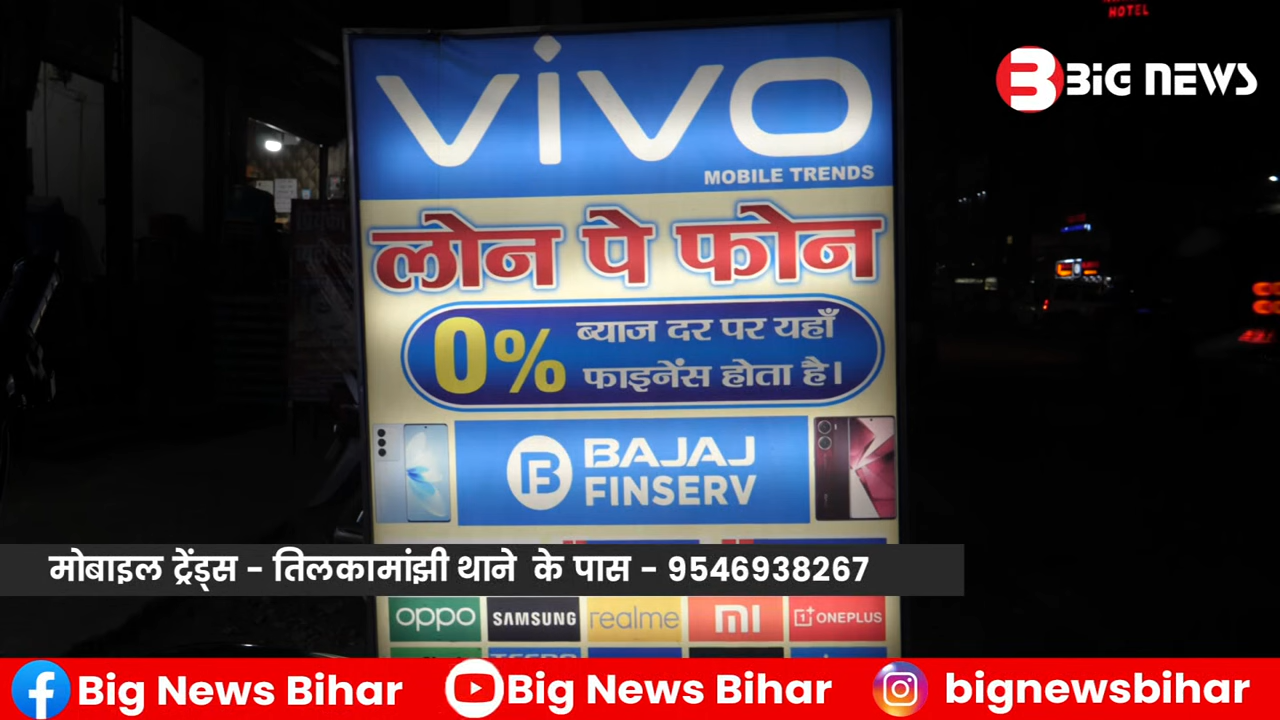 HOTEL
BIG NEWS
vivo
MOBILE TRENDS
लोन पे फोन
0% ब्याज दर पर यहाँ
फाइनेंस होता है।
BAJAJ
FINSERV
मोबाइल ट्रेंड्स - तिलकामांझी थाने के पास - 9546938267
oppo SAMSUNG realme mi ONEPLUS
Big News Bihar Big News Bihar bignewsbihar